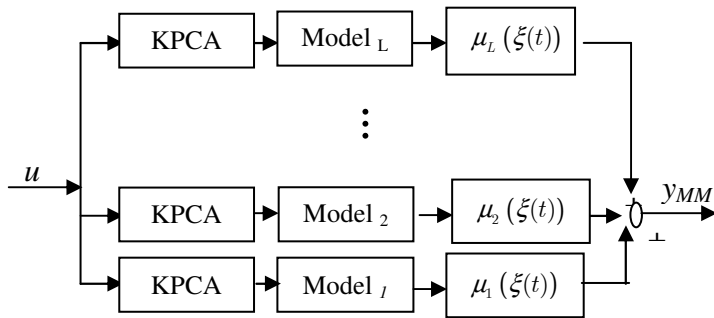 KPCA Model L μL (ξ(t))
⋮
u yMM
KPCA Model 2 μ2 (ξ(t))
KPCA Model 1 μ1 (ξ(t))